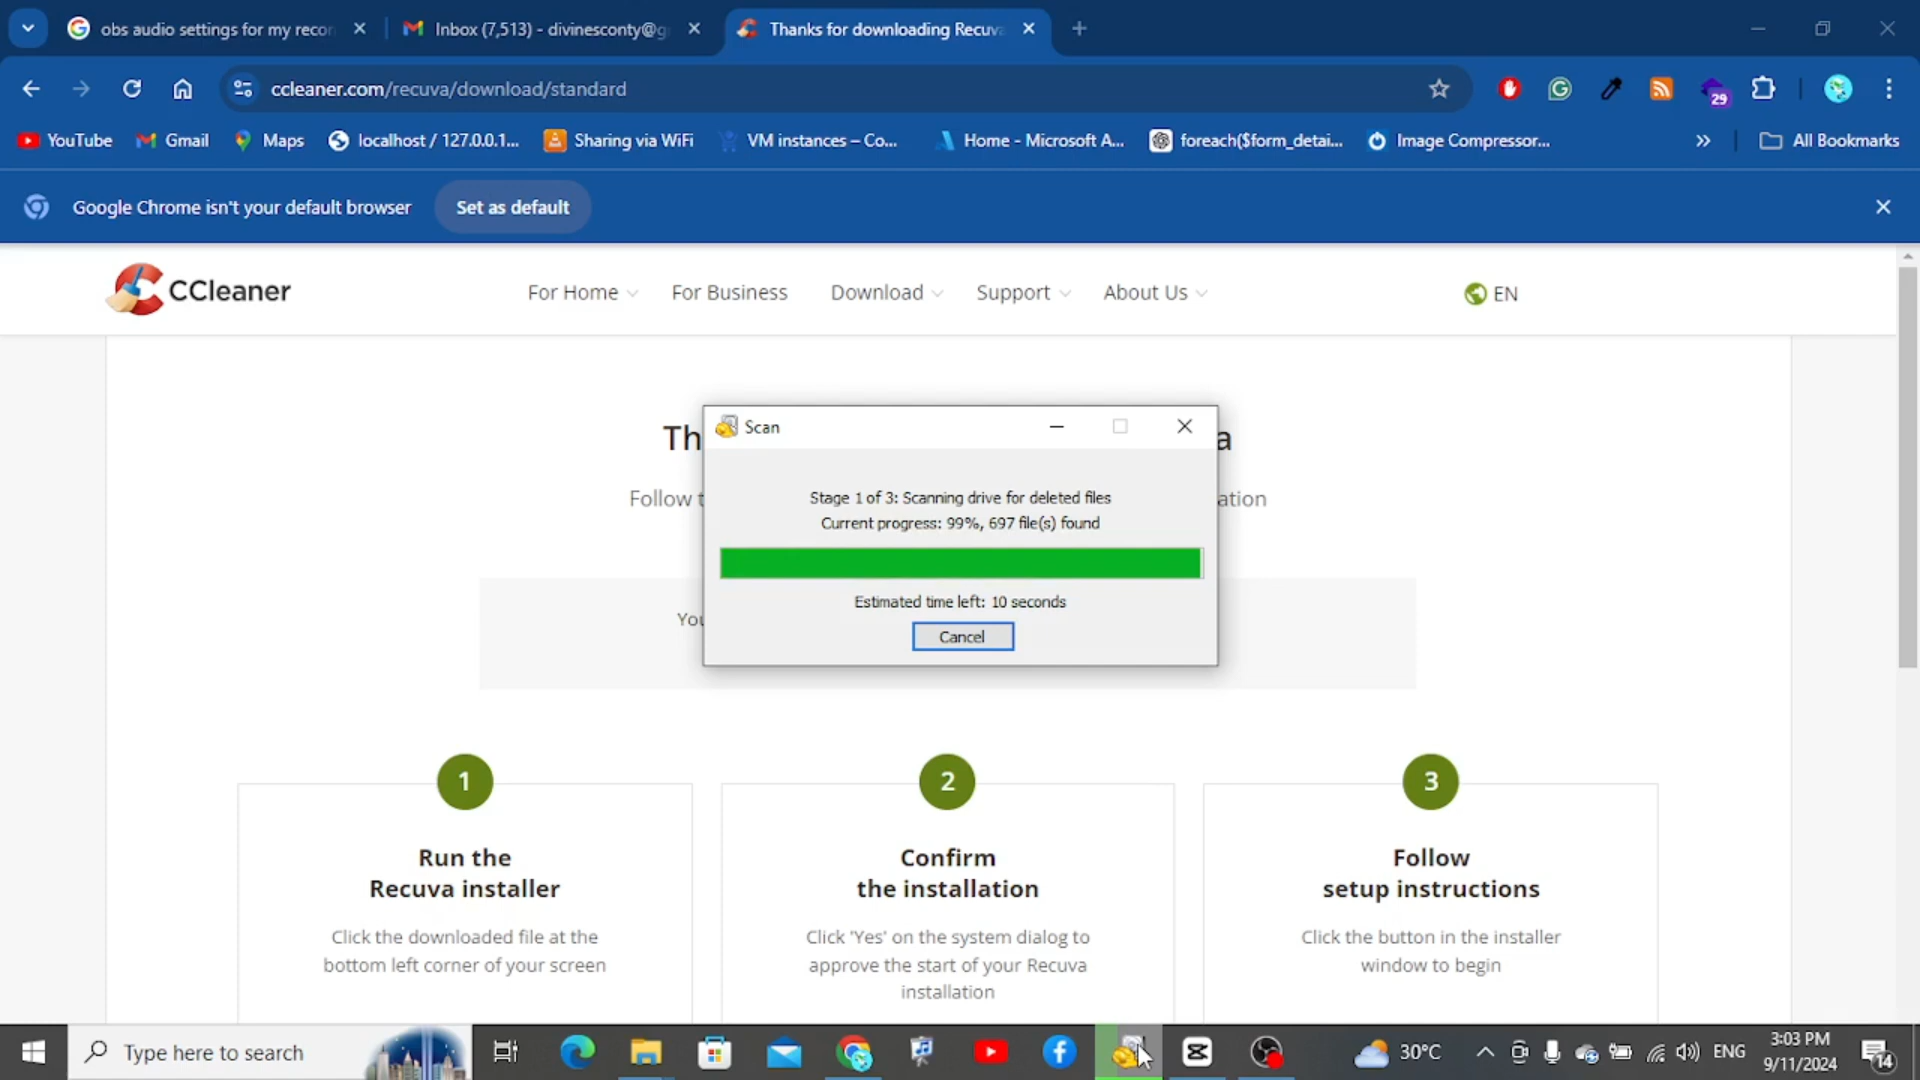 obs audio settings for my recor
Inbox (7,513) - divinesconty@g
Thanks for downloading Recuva
ccleaner.com/recuva/download/standard
29
YouTube
Gmail
Maps
localhost / 127.0.0.1...
Sharing via WiFi
VM instances – Co...
Home - Microsoft A...
foreach($form_detai...
Image Compressor...
All Bookmarks
Google Chrome isn't your default browser
Set as default
CCleaner
For Home
For Business
Download
Support
About Us
EN
Th
a
Follow t
ation
You
Scan
Stage 1 of 3: Scanning drive for deleted files
Current progress: 99%, 697 file(s) found
Estimated time left: 10 seconds
Cancel
1
Run the
Recuva installer
Click the downloaded file at the
bottom left corner of your screen
2
Confirm
the installation
Click 'Yes' on the system dialog to
approve the start of your Recuva
installation
3
Follow
setup instructions
Click the button in the installer
window to begin
Type here to search
30°C
ENG
3:03 PM
9/11/2024
14